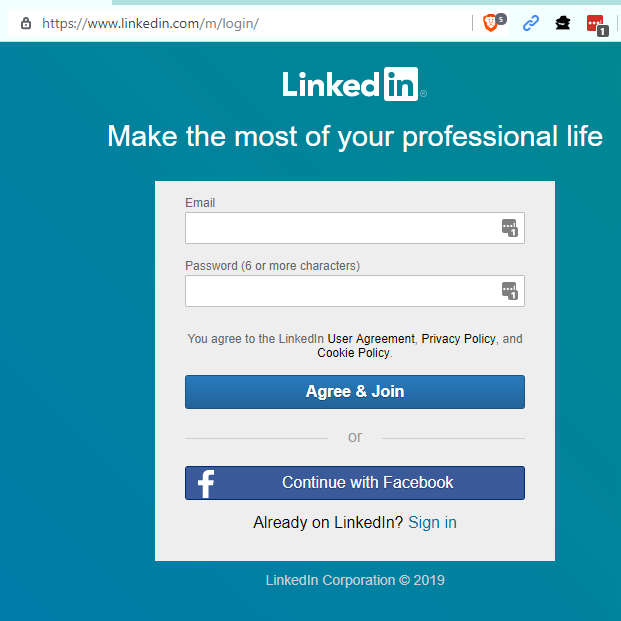 https://www.linkedin.com/m/login/
5
1
Linked in ®
Make the most of your professional life
Email
1
Password (6 or more characters)
1
You agree to the LinkedIn User Agreement, Privacy Policy, and
Cookie Policy.
Agree & Join
or
f Continue with Facebook
Already on LinkedIn? Sign in
LinkedIn Corporation © 2019